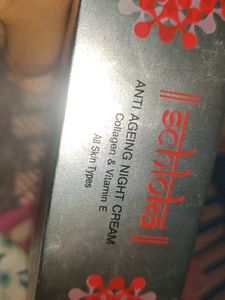 schloka
ANTI AGEING NIGHT CREAM
Collagen & Vitamin E
All Skin Types